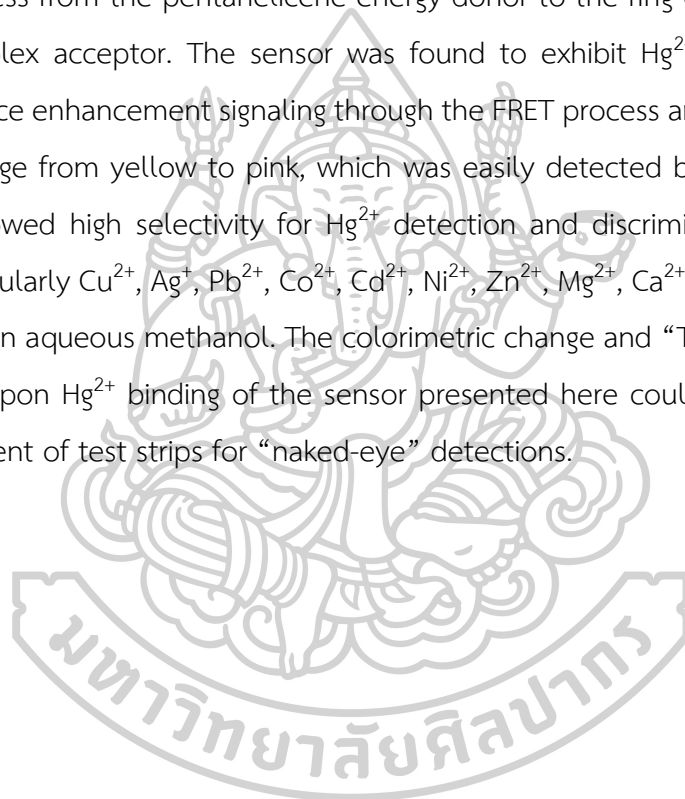 ess from the pentahelicene energy donor to the ring
plex acceptor. The sensor was found to exhibit Hg²
ce enhancement signaling through the FRET process
ge from yellow to pink, which was easily detected
owed high selectivity for Hg²⁺ detection and discrimi
cularly Cu²⁺, Ag⁺, Pb²⁺, Co²⁺, Cd²⁺, Ni²⁺, Zn²⁺, Mg²⁺, Ca²⁺
n aqueous methanol. The colorimetric change and “T
pon Hg²⁺ binding of the sensor presented here coul
ent of test strips for “naked-eye” detections.
มหาวิทยาลัยศิลปากร